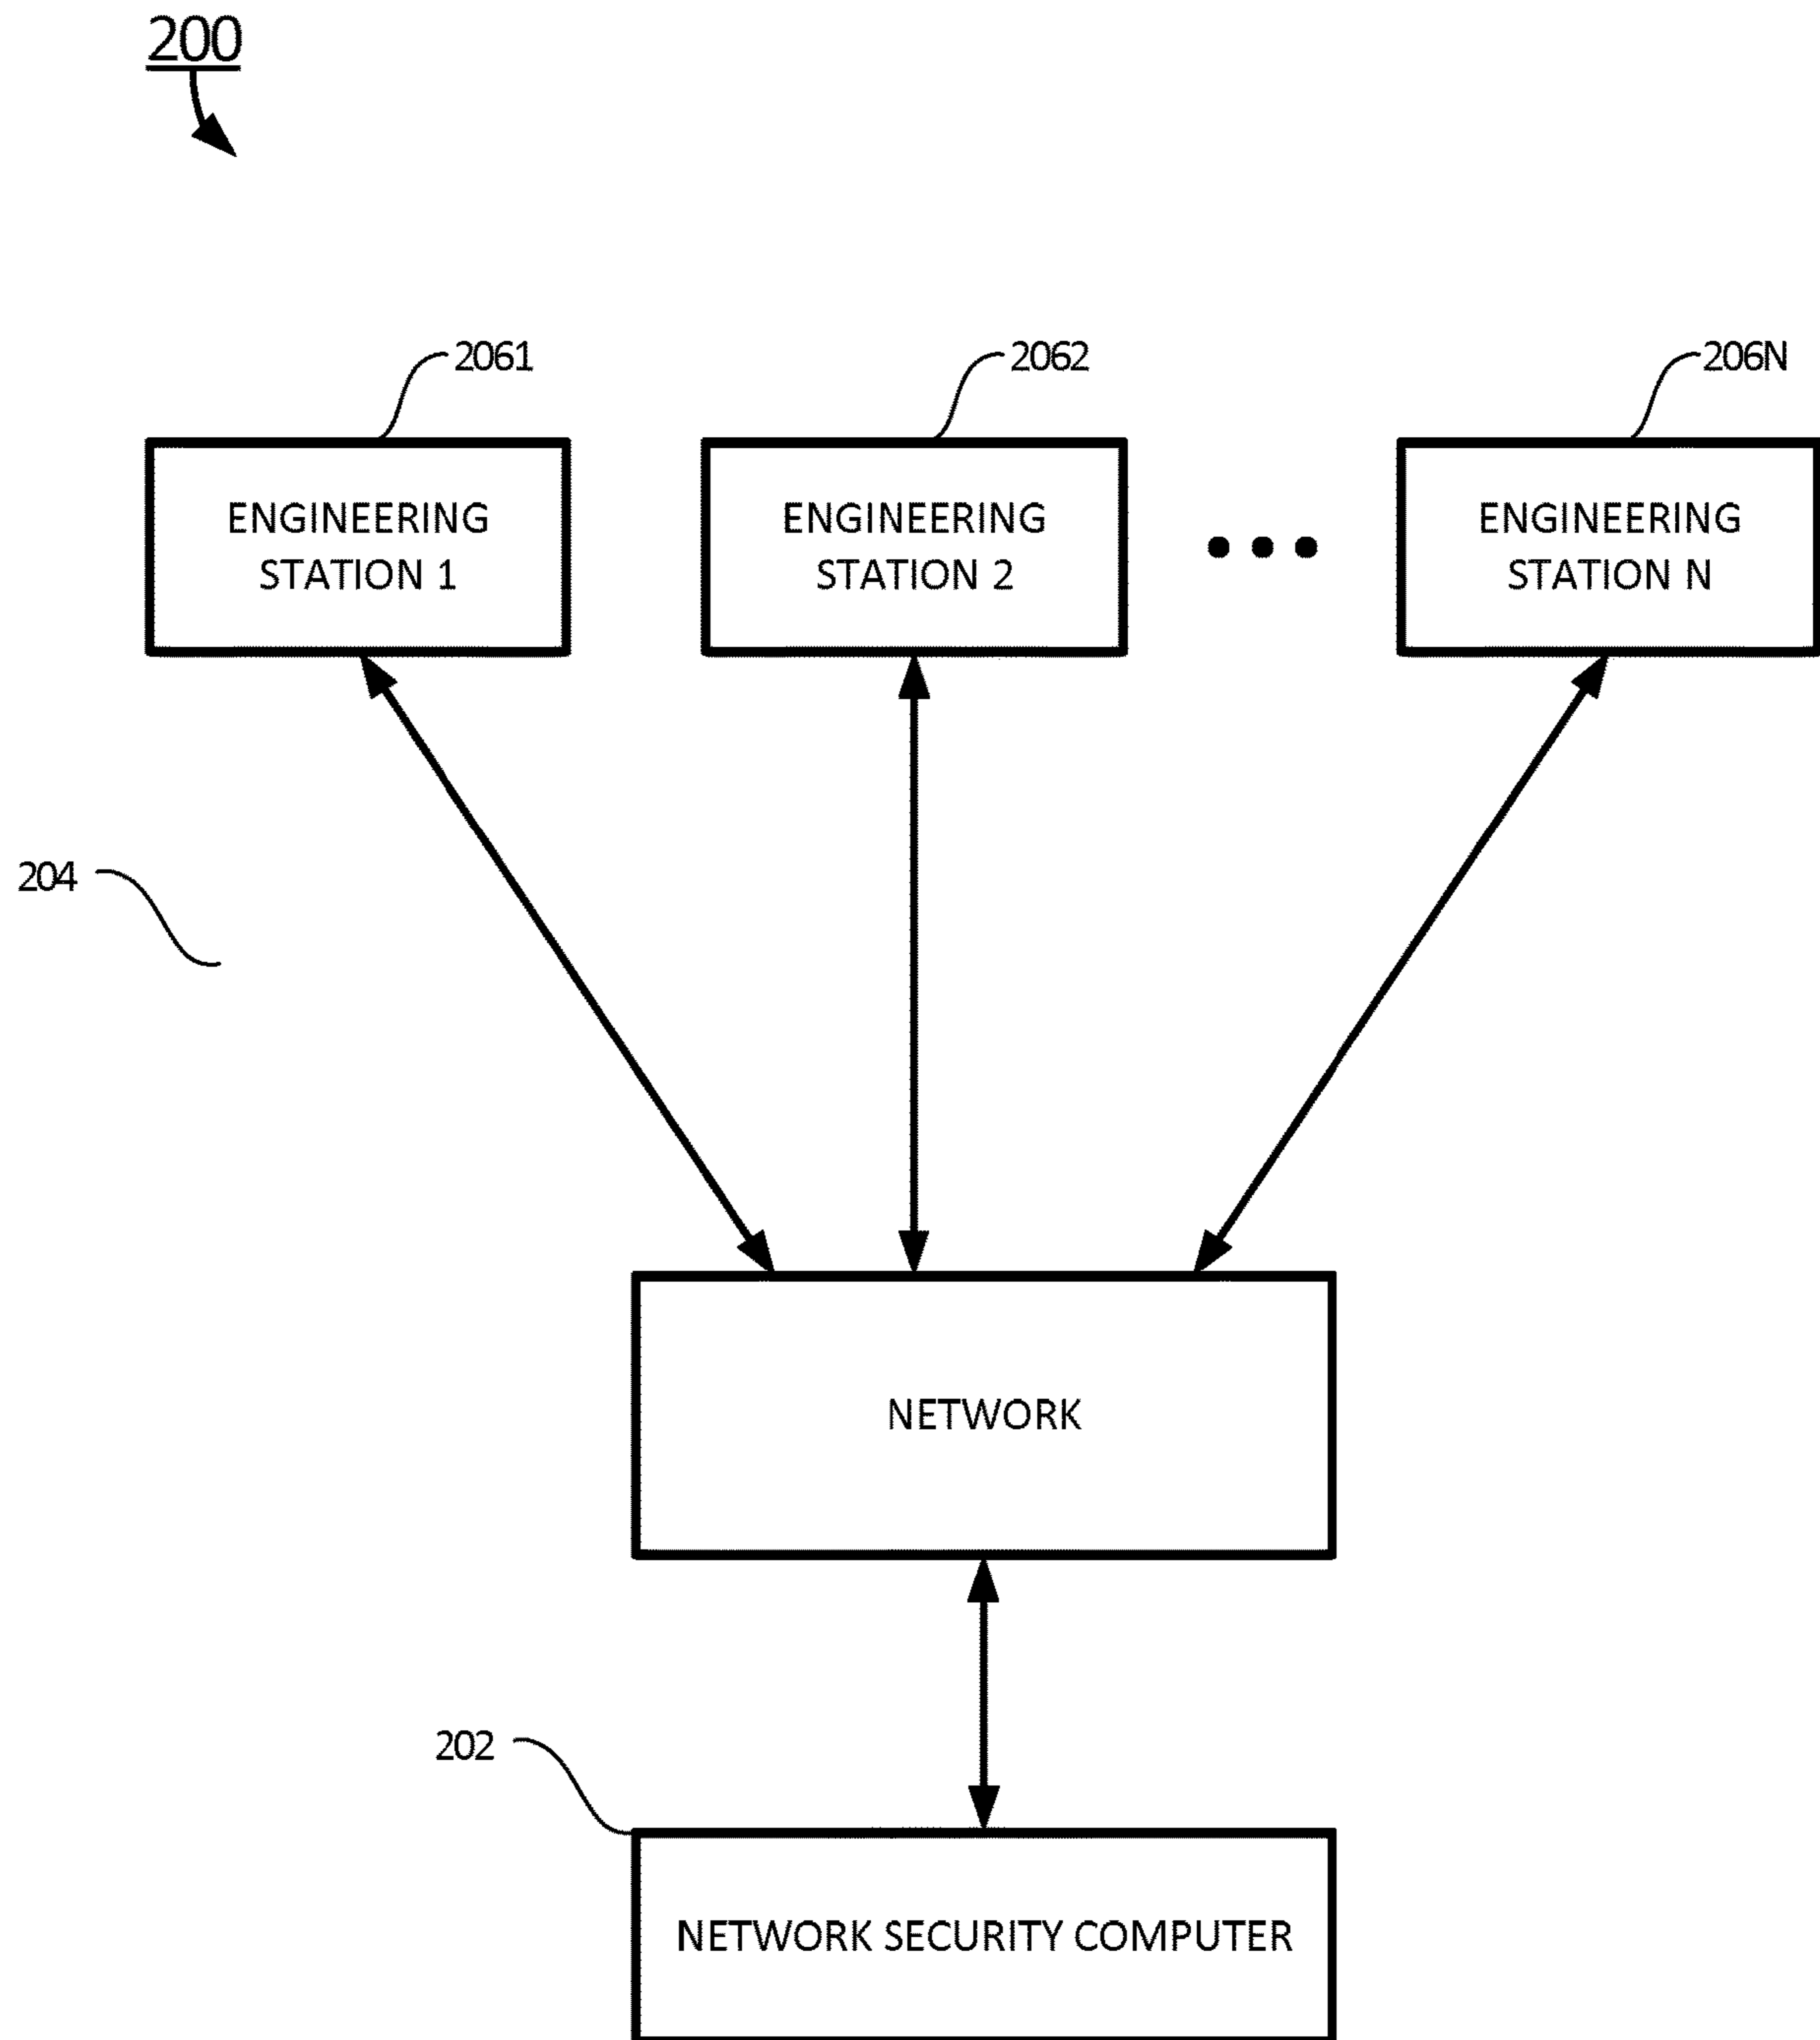 200
2061
2062
206N
ENGINEERING
STATION 1
ENGINEERING
STATION 2
ENGINEERING
STATION N
204
NETWORK
202
NETWORK SECURITY COMPUTER